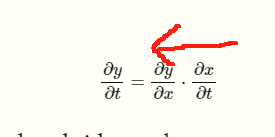 ∂y/∂t = ∂y/∂x · ∂x/∂t